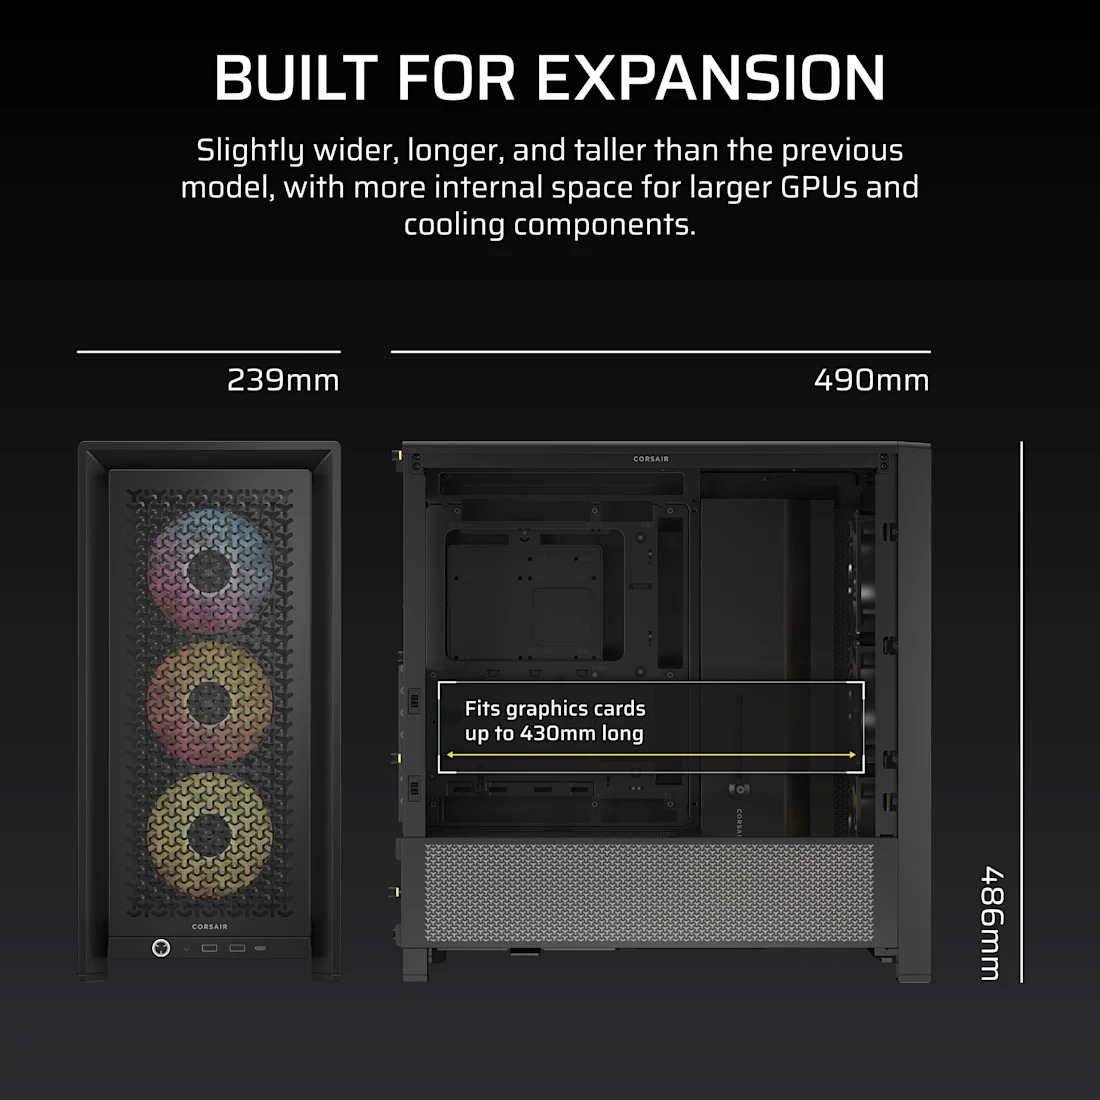 BUILT FOR EXPANSION
Slightly wider, longer, and taller than the previous
model, with more internal space for larger GPUs and
cooling components.
239mm
490mm
CORSAIR
Fits graphics cards
up to 430mm long
CORSAIR
CORSAIR
486mm